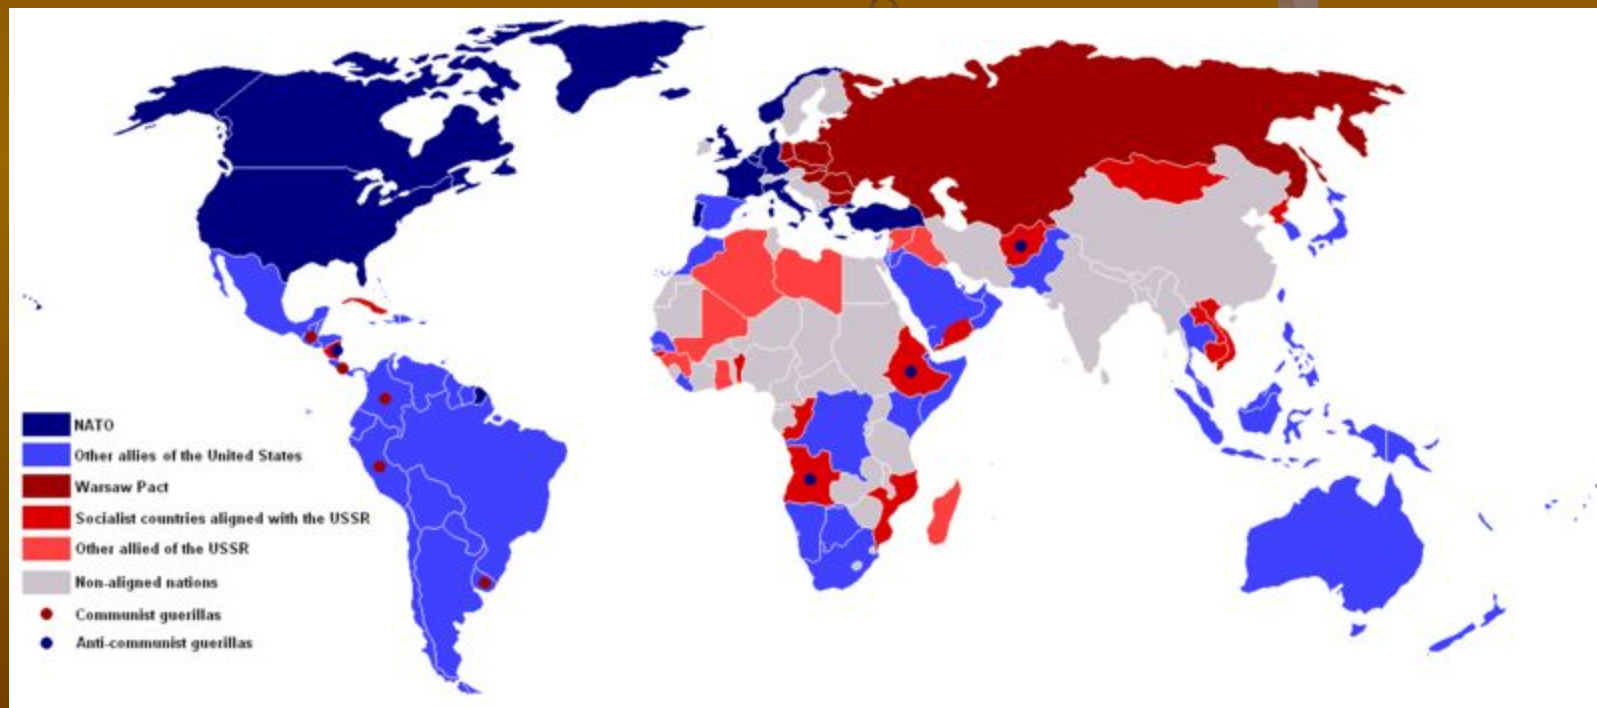 NATO
Other allies of the United States
Warsaw Pact
Socialist countries aligned with the USSR
Other allied of the USSR
Non-aligned nations
Communist guerillas
Anti-communist guerillas